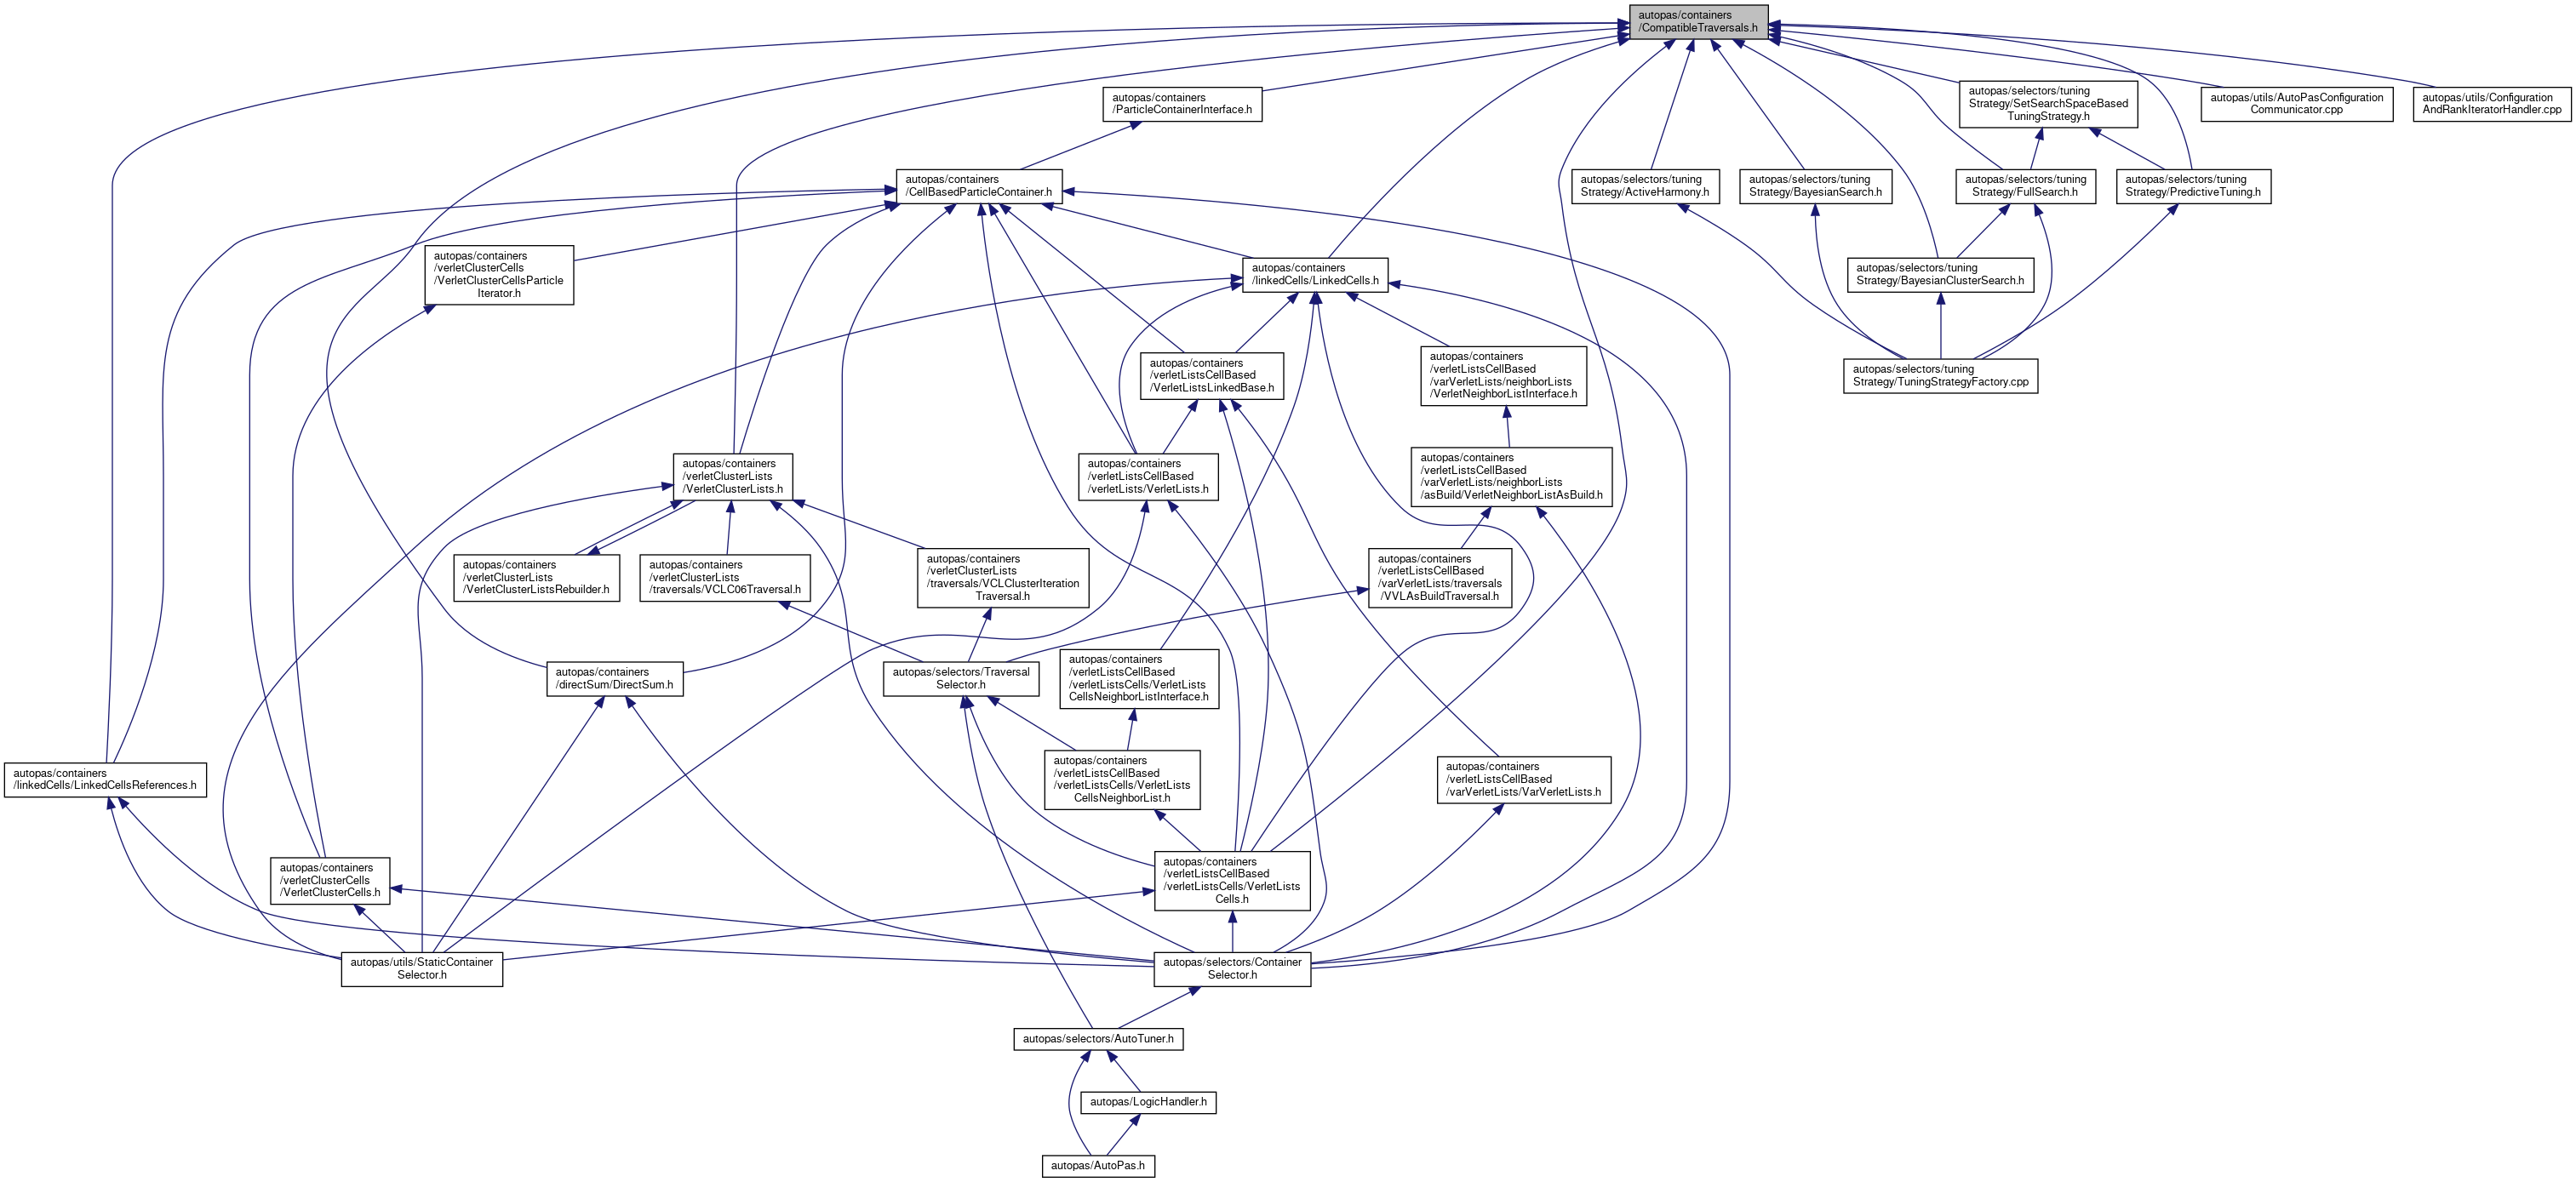 autopas/containers
/CompatibleTraversals.h
autopas/containers
/ParticleContainerInterface.h
autopas/selectors/tuning
Strategy/SetSearchSpaceBased
TuningStrategy.h
autopas/utils/AutoPasConfiguration
Communicator.cpp
autopas/utils/Configuration
AndRankIteratorHandler.cpp
autopas/containers
/CellBasedParticleContainer.h
autopas/selectors/tuning
Strategy/ActiveHarmony.h
autopas/selectors/tuning
Strategy/BayesianSearch.h
autopas/selectors/tuning
Strategy/FullSearch.h
autopas/selectors/tuning
Strategy/PredictiveTuning.h
autopas/containers
/verletClusterCells
/VerletClusterCellsParticle
Iterator.h
autopas/containers
/linkedCells/LinkedCells.h
autopas/selectors/tuning
Strategy/BayesianClusterSearch.h
autopas/containers
/verletListsCellBased
/VerletListsLinkedBase.h
autopas/containers
/verletListsCellBased
/varVerletLists/neighborLists
/VerletNeighborListInterface.h
autopas/selectors/tuning
Strategy/TuningStrategyFactory.cpp
autopas/containers
/verletClusterLists
/VerletClusterLists.h
autopas/containers
/verletListsCellBased
/verletLists/VerletLists.h
autopas/containers
/verletListsCellBased
/varVerletLists/neighborLists
/asBuild/VerletNeighborListAsBuild.h
autopas/containers
/verletClusterLists
/VerletClusterListsRebuilder.h
autopas/containers
/verletClusterLists
/traversals/VCLC06Traversal.h
autopas/containers
/verletClusterLists
/traversals/VCLClusterIteration
Traversal.h
autopas/containers
/verletListsCellBased
/varVerletLists/traversals
/VVLAsBuildTraversal.h
autopas/containers
/directSum/DirectSum.h
autopas/selectors/Traversal
Selector.h
autopas/containers
/verletListsCellBased
/verletListsCells/VerletLists
CellsNeighborListInterface.h
autopas/containers
/linkedCells/LinkedCellsReferences.h
autopas/containers
/verletListsCellBased
/verletListsCells/VerletLists
CellsNeighborList.h
autopas/containers
/verletListsCellBased
/varVerletLists/VarVerletLists.h
autopas/containers
/verletClusterCells
/VerletClusterCells.h
autopas/containers
/verletListsCellBased
/verletListsCells/VerletLists
Cells.h
autopas/utils/StaticContainer
Selector.h
autopas/selectors/Container
Selector.h
autopas/selectors/AutoTuner.h
autopas/LogicHandler.h
autopas/AutoPas.h